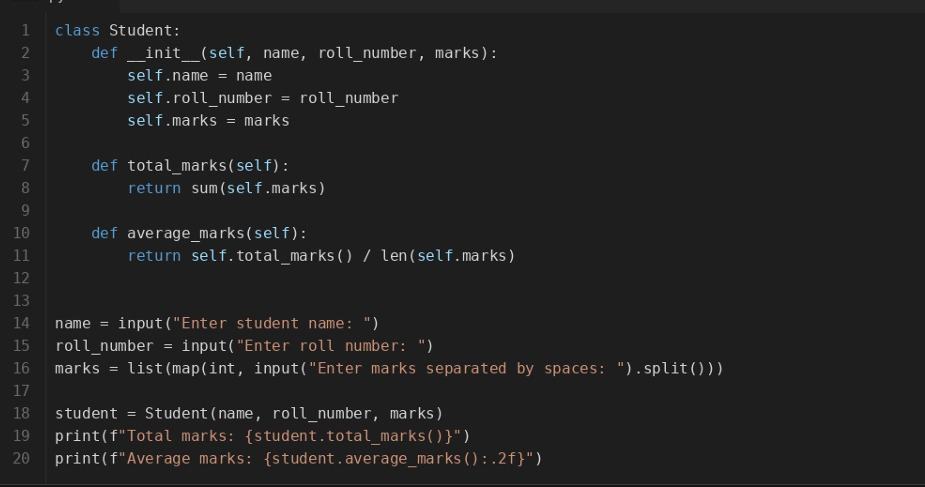 1 class Student:
2     def __init__(self, name, roll_number, marks):
3         self.name = name
4         self.roll_number = roll_number
5         self.marks = marks
6
7     def total_marks(self):
8         return sum(self.marks)
9
10     def average_marks(self):
11         return self.total_marks() / len(self.marks)
12
13
14 name = input("Enter student name: ")
15 roll_number = input("Enter roll number: ")
16 marks = list(map(int, input("Enter marks separated by spaces: ").split()))
17
18 student = Student(name, roll_number, marks)
19 print(f"Total marks: {student.total_marks()}")
20 print(f"Average marks: {student.average_marks():.2f}")